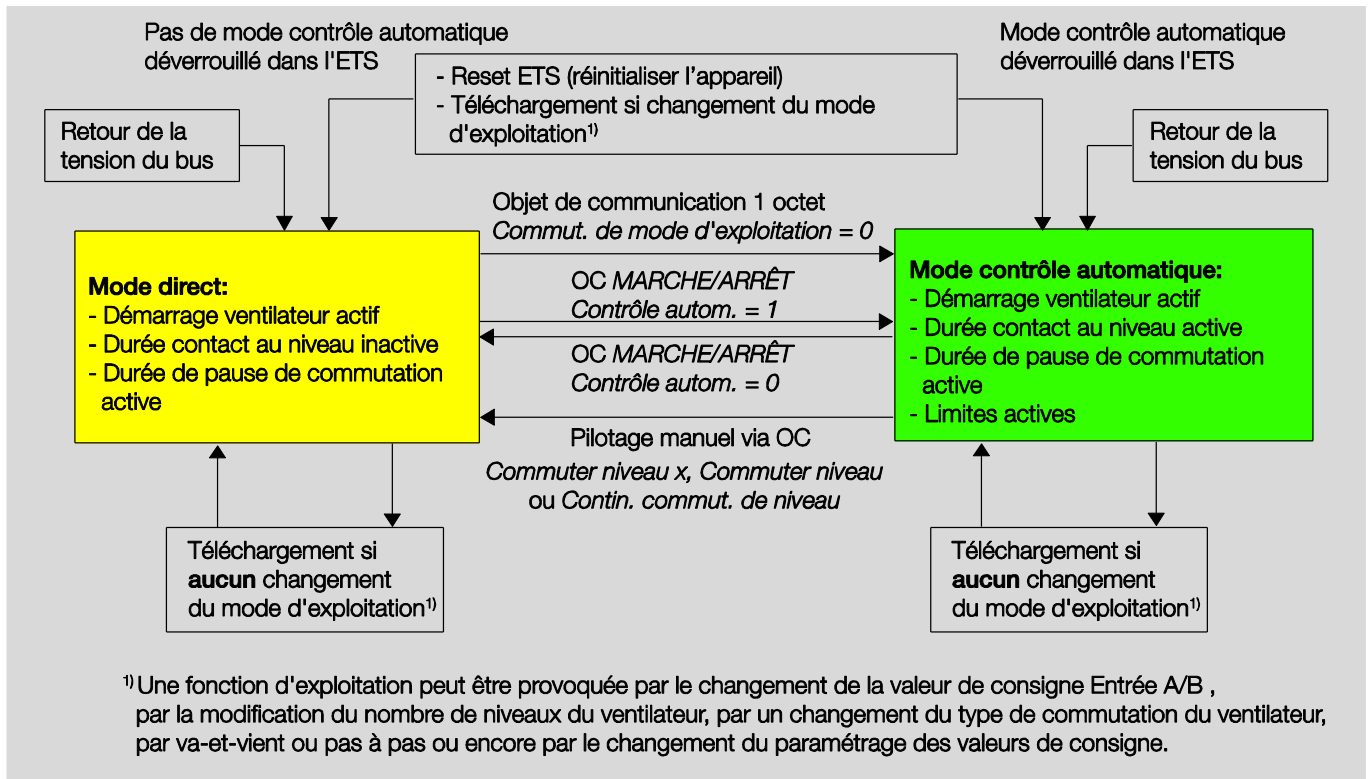 Pas de mode contrôle automatique
déverrouillé dans l'ETS
Mode contrôle automatique
déverrouillé dans l'ETS
- Reset ETS (réinitialiser l'appareil)
- Téléchargement si changement du mode
d'exploitation1)
Retour de la
tension du bus
Retour de la
tension du bus
Objet de communication 1 octet
Commut. de mode d'exploitation = 0
Mode direct:
- Démarrage ventilateur actif
- Durée contact au niveau inactive
- Durée de pause de commutation
active
OC MARCHE/ARRÊT
Contrôle autom. = 1
OC MARCHE/ARRÊT
Contrôle autom. = 0
Mode contrôle automatique:
- Démarrage ventilateur actif
- Durée contact au niveau active
- Durée de pause de commutation
active
- Limites actives
Pilotage manuel via OC
Commuter niveau x, Commuter niveau
ou Contin. commut. de niveau
Téléchargement si
aucun changement
du mode d'exploitation1)
Téléchargement si
aucun changement
du mode d'exploitation1)
1) Une fonction d'exploitation peut être provoquée par le changement de la valeur de consigne Entrée A/B ,
par la modification du nombre de niveaux du ventilateur, par un changement du type de commutation du ventilateur,
par va-et-vient ou pas à pas ou encore par le changement du paramétrage des valeurs de consigne.